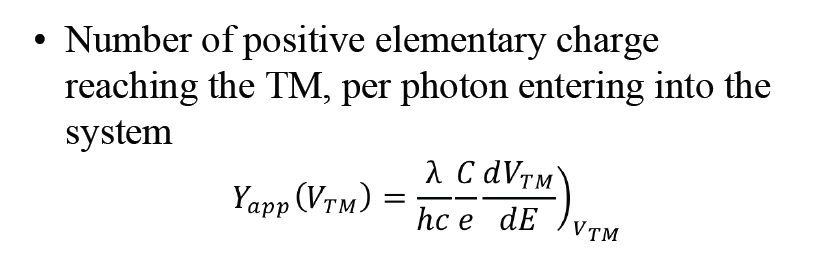 • Number of positive elementary charge
reaching the TM, per photon entering into the
system
Y_app(V_TM) = λ/hc C/e dV_TM/dE )_V_TM